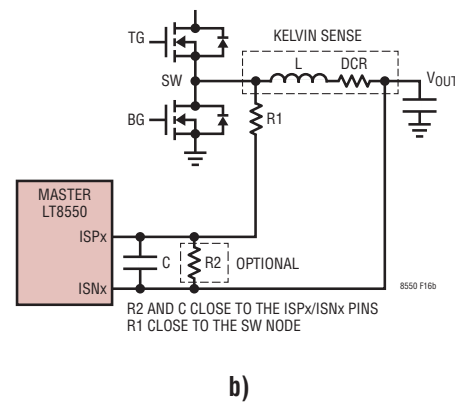 KELVIN SENSE
TG
L
DCR
SW
VOUT
BG
R1
MASTER
LT8550
ISPx
C
R2
OPTIONAL
ISNx
8550 F16b
R2 AND C CLOSE TO THE ISPx/ISNx PINS
R1 CLOSE TO THE SW NODE
b)